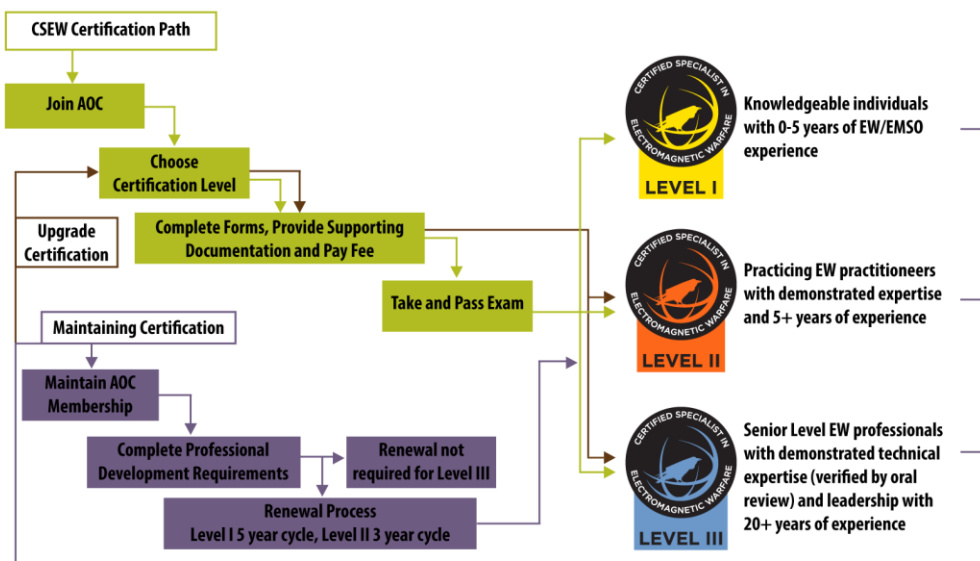 CSEW Certification Path
Join AOC
Choose
Certification Level
Complete Forms, Provide Supporting
Documentation and Pay Fee
Take and Pass Exam
Upgrade
Certification
Maintaining Certification
Maintain AOC
Membership
Complete Professional
Development Requirements
Renewal not
required for Level III
Renewal Process
Level I 5 year cycle, Level II 3 year cycle
CERTIFIED SPECIALIST IN
ELECTROMAGNETIC WARFARE
LEVEL I
Knowledgeable individuals
with 0-5 years of EW/EMSO
experience
CERTIFIED SPECIALIST IN
ELECTROMAGNETIC WARFARE
LEVEL II
Practicing EW practitioners
with demonstrated expertise
and 5+ years of experience
CERTIFIED SPECIALIST IN
ELECTROMAGNETIC WARFARE
LEVEL III
Senior Level EW professionals
with demonstrated technical
expertise (verified by oral
review) and leadership with
20+ years of experience